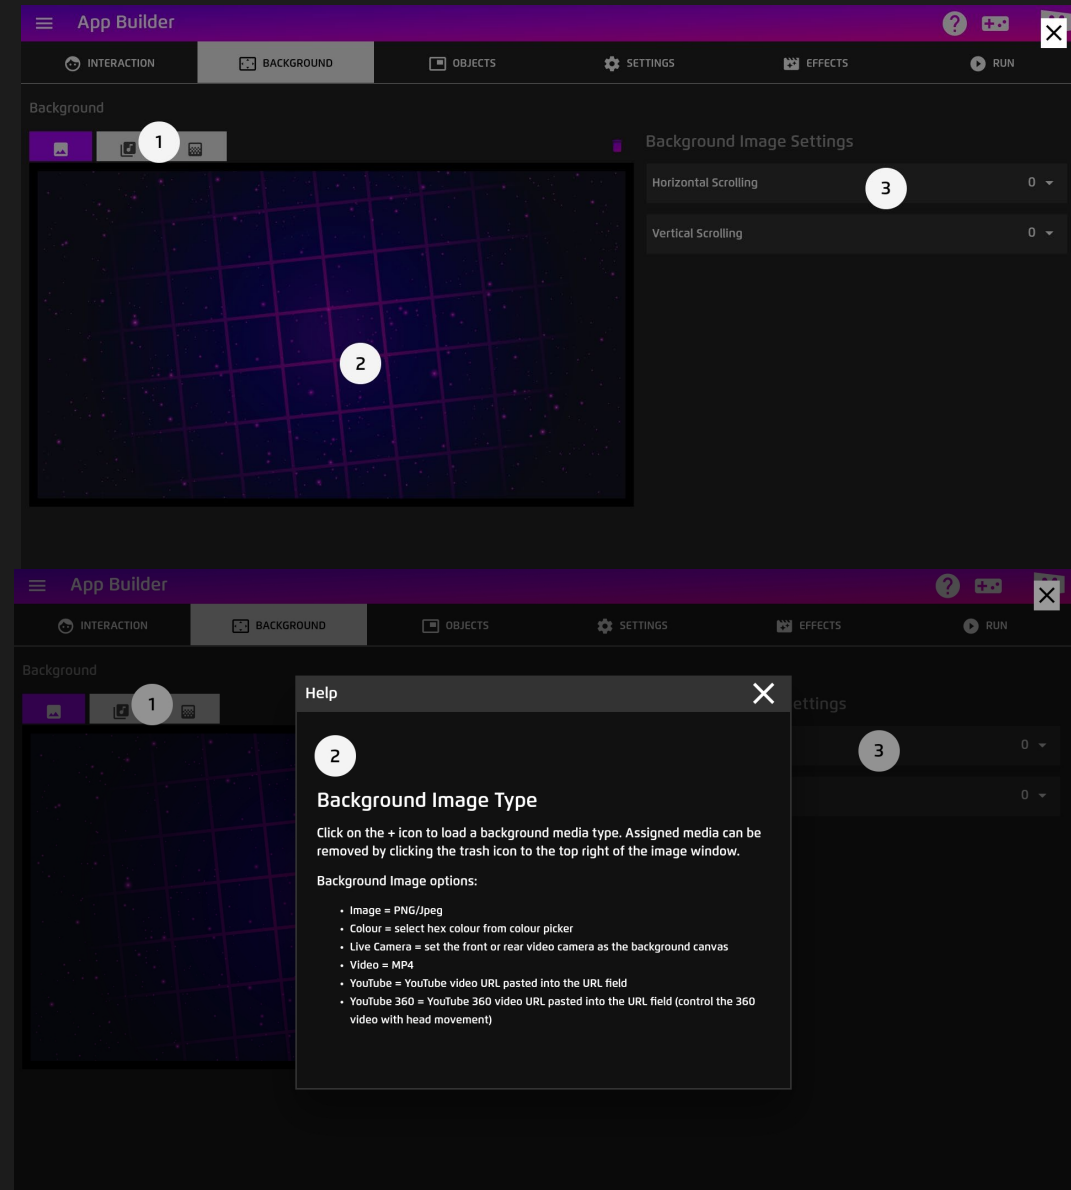 App Builder
?
INTERACTION
BACKGROUND
OBJECTS
SETTINGS
EFFECTS
RUN
Background
1
Background Image Settings
Horizontal Scrolling
3
0
Vertical Scrolling
0
2
App Builder
?
INTERACTION
BACKGROUND
OBJECTS
SETTINGS
EFFECTS
RUN
Background
1
Help
ettings
2
3
0
0
Background Image Type
Click on the + icon to load a background media type. Assigned media can be
removed by clicking the trash icon to the top right of the image window.
Background Image options:
• Image = PNG/Jpeg
• Colour = select hex colour from colour picker
• Live Camera = set the front or rear video camera as the background canvas
• Video = MP4
• YouTube = YouTube video URL pasted into the URL field
• YouTube 360 = YouTube 360 video URL pasted into the URL field (control the 360
video with head movement)